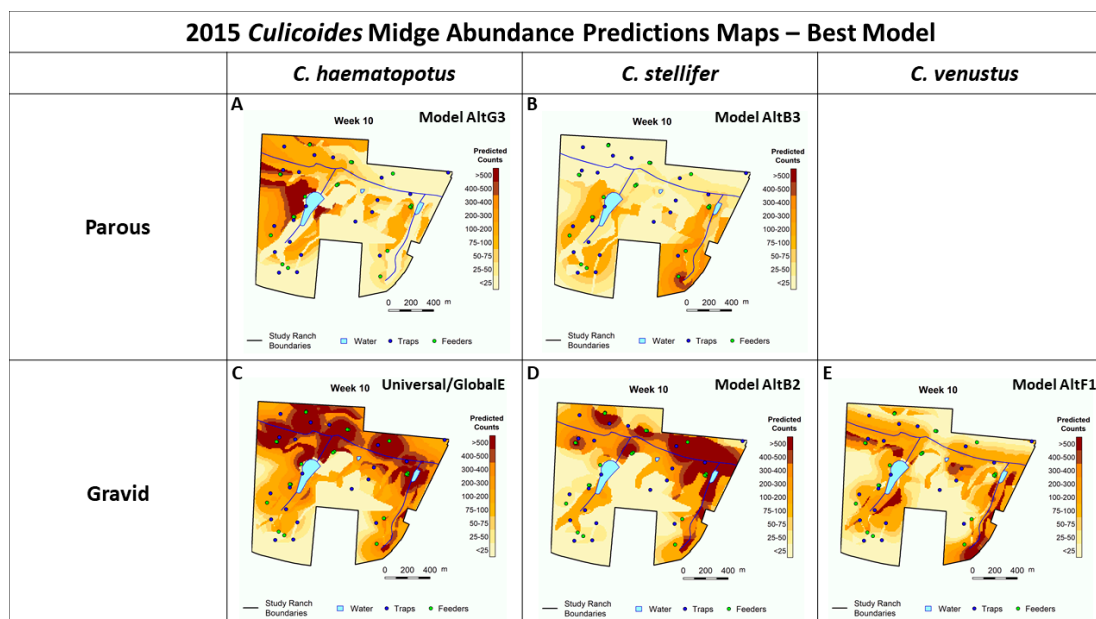 2015 Culicoides Midge Abundance Predictions Maps – Best Model
C. haematopotus
C. stellifer
C. venustus
Parous
A
Week 10
Model AltG3
Predicted
Counts
>500
400-500
300-400
200-300
100-200
75-100
50-75
25-50
<25
0 200 400 m
Study Ranch
Boundaries
Water
Traps
Feeders
B
Week 10
Model AltB3
Predicted
Counts
>500
400-500
300-400
200-300
100-200
75-100
50-75
25-50
<25
0 200 400 m
Study Ranch
Boundaries
Water
Traps
Feeders
Gravid
C
Week 10
Universal/GlobalE
Predicted
Counts
>500
400-500
300-400
200-300
100-200
75-100
50-75
25-50
<25
0 200 400 m
Study Ranch
Boundaries
Water
Traps
Feeders
D
Week 10
Model AltB2
Predicted
Counts
>500
400-500
300-400
200-300
100-200
75-100
50-75
25-50
<25
0 200 400 m
Study Ranch
Boundaries
Water
Traps
Feeders
E
Week 10
Model AltF1
Predicted
Counts
>500
400-500
300-400
200-300
100-200
75-100
50-75
25-50
<25
0 200 400 m
Study Ranch
Boundaries
Water
Traps
Feeders